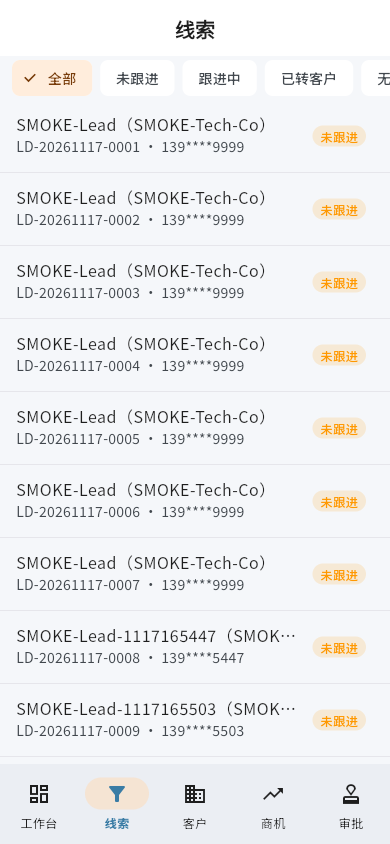 线索
全部 未跟进 跟进中 已转客户 无
SMOKE-Lead（SMOKE-Tech-Co）
LD-20261117-0001 · 139****9999
未跟进
SMOKE-Lead（SMOKE-Tech-Co）
LD-20261117-0002 · 139****9999
未跟进
SMOKE-Lead（SMOKE-Tech-Co）
LD-20261117-0003 · 139****9999
未跟进
SMOKE-Lead（SMOKE-Tech-Co）
LD-20261117-0004 · 139****9999
未跟进
SMOKE-Lead（SMOKE-Tech-Co）
LD-20261117-0005 · 139****9999
未跟进
SMOKE-Lead（SMOKE-Tech-Co）
LD-20261117-0006 · 139****9999
未跟进
SMOKE-Lead（SMOKE-Tech-Co）
LD-20261117-0007 · 139****9999
未跟进
SMOKE-Lead-1117165447（SMOK…
LD-20261117-0008 · 139****5447
未跟进
SMOKE-Lead-1117165503（SMOK…
LD-20261117-0009 · 139****5503
未跟进
工作台 线索 客户 商机 审批